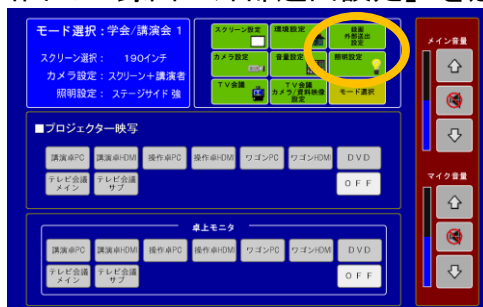 モード選択：学会/講演会 1
スクリーン選択： 190インチ
カメラ設定： スクリーン＋講演者
照明設定： ステージサイド 強
スクリーン設定
環境設定
録画
外部送出
設定
カメラ設定
音量設定
照明設定
TV会議
TV会議
カメラ/資料映像
設定
モード選択
メイン音量
■プロジェクター映写
講演卓PC 講演卓HDMI 操作卓PC 操作卓HDMI ワゴンPC ワゴンHDMI DVD
テレビ会議
メイン
テレビ会議
サブ
OFF
マイク音量
卓上モニタ
講演卓PC 講演卓HDMI 操作卓PC 操作卓HDMI ワゴンPC ワゴンHDMI DVD
テレビ会議
メイン
テレビ会議
サブ
OFF